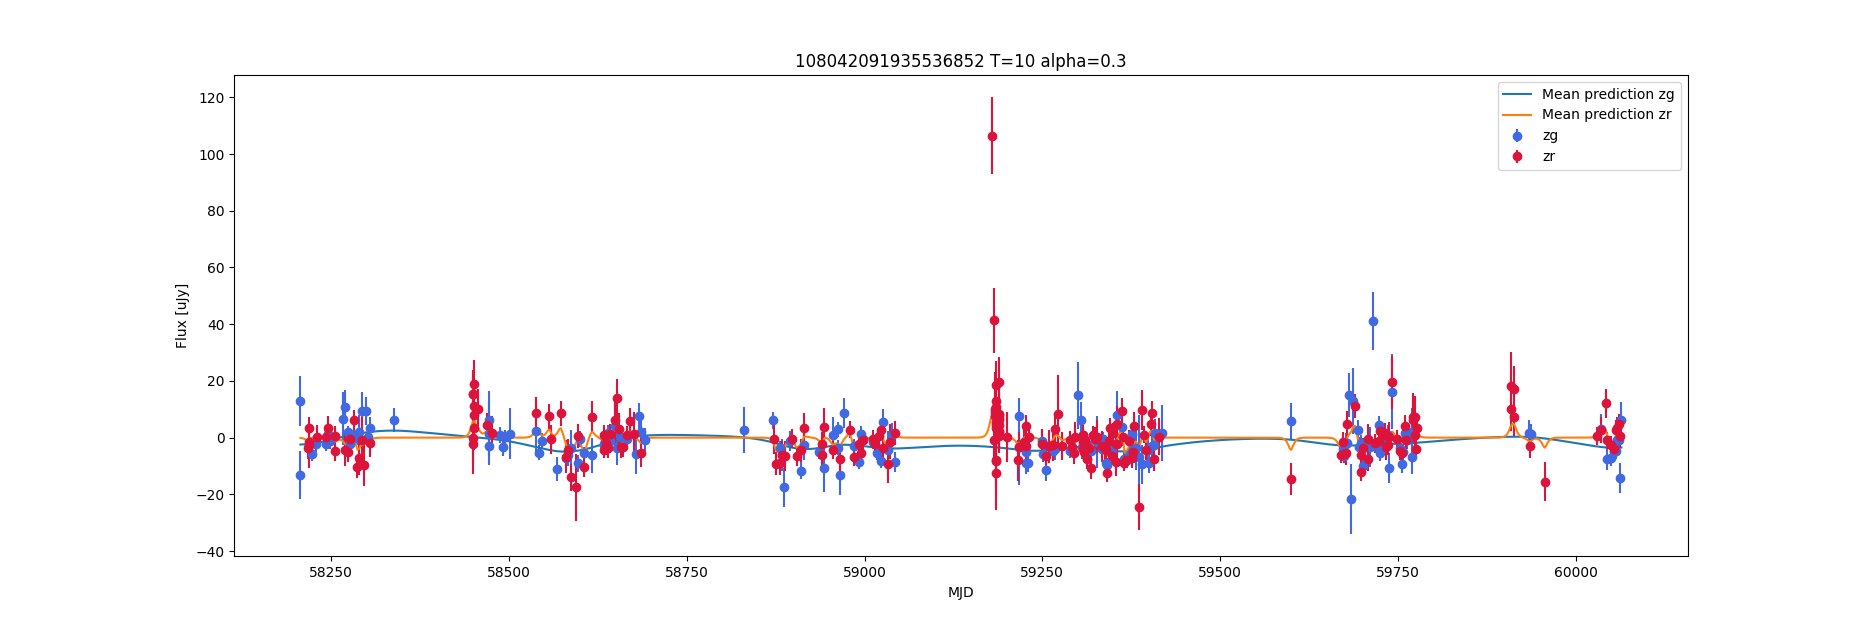 108042091935536852 T=10 alpha=0.3
Mean prediction zg
Mean prediction zr
zg
zr
120
100
80
60
40
20
0
−20
−40
Flux [uJy]
58250 58500 58750 59000 59250 59500 59750 60000
MJD